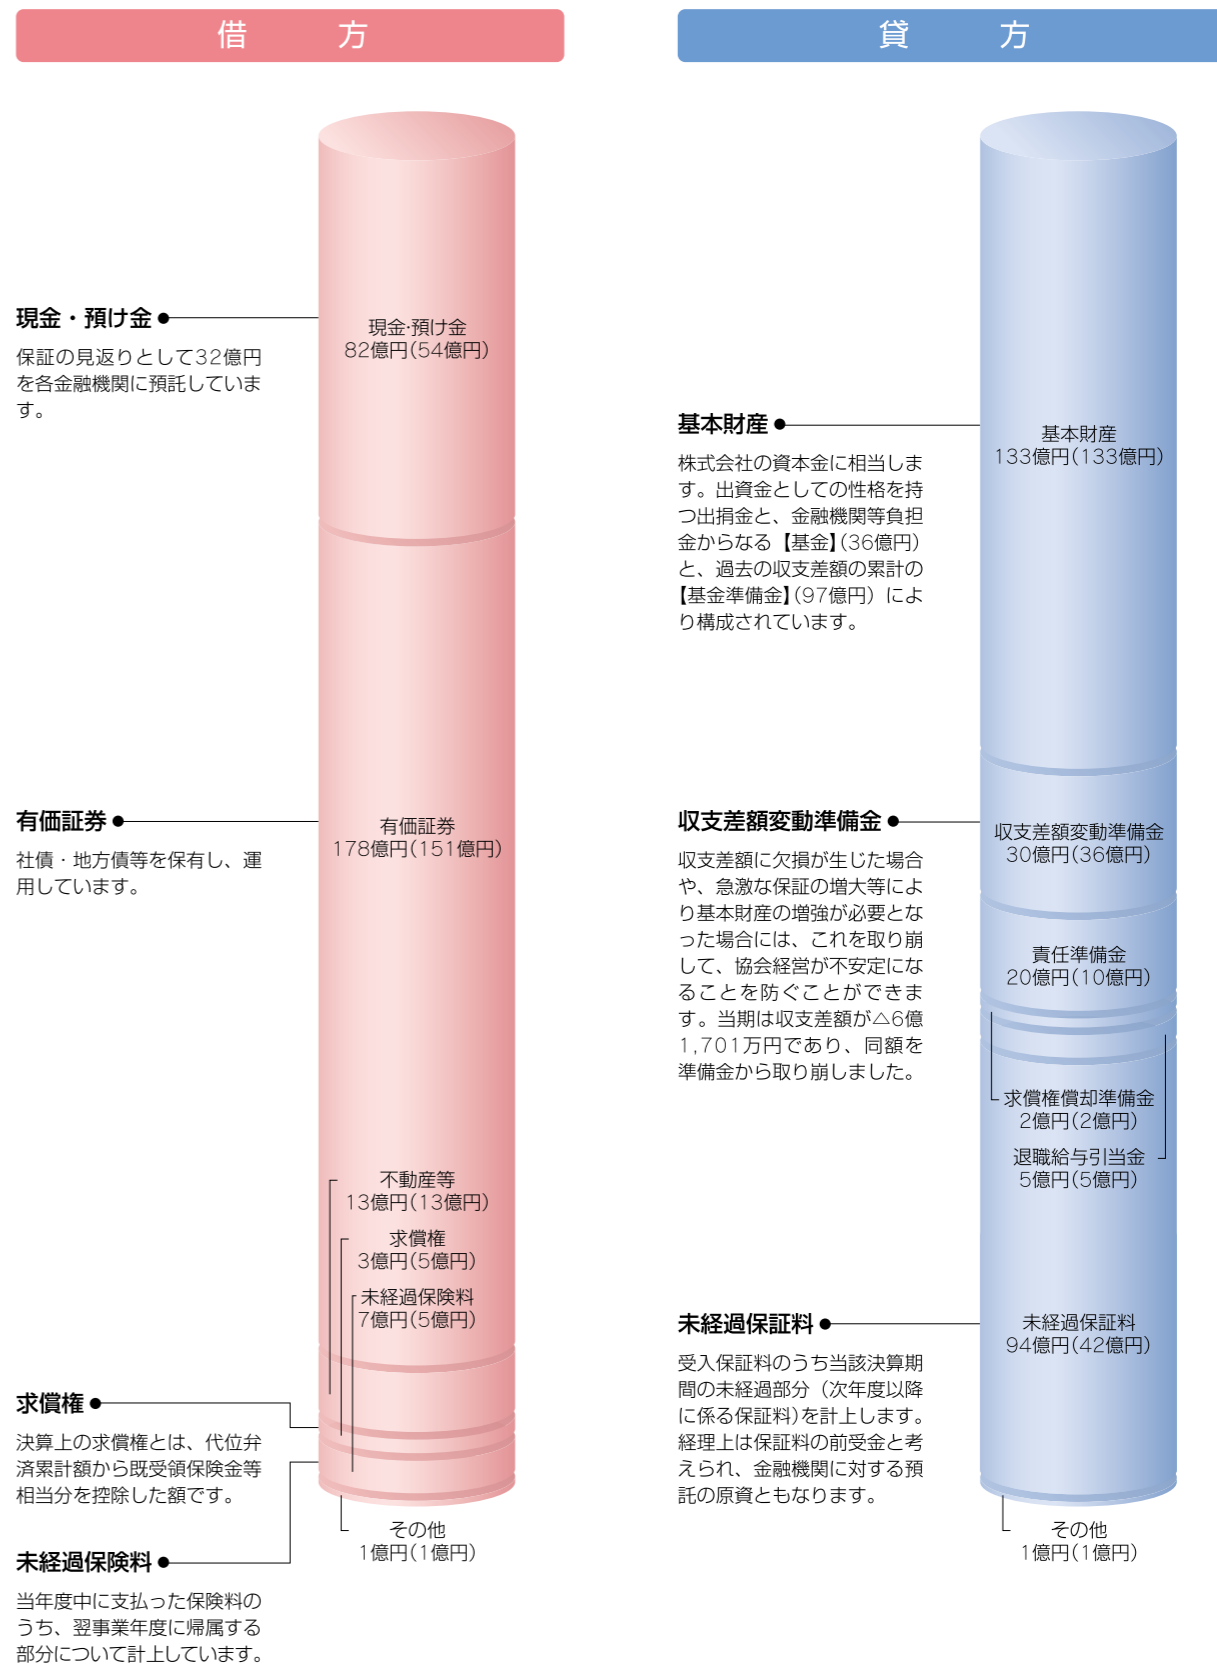 借　方
現金・預け金
保証の見返りとして32億円
を各金融機関に預託していま
す。
現金・預け金
82億円(54億円)
有価証券
社債・地方債等を保有し、運
用しています。
有価証券
178億円(151億円)
不動産等
13億円(13億円)
求償権
3億円(5億円)
未経過保険料
7億円(5億円)
求償権
決算上の求償権とは、代位弁
済累計額から既受領保険金等
相当分を控除した額です。
その他
1億円(1億円)
未経過保険料
当年度中に支払った保険料の
うち、翌事業年度に帰属する
部分について計上しています。
貸　方
基本財産
株式会社の資本金に相当しま
す。出資金としての性格を持
つ出捐金と、金融機関等負担
金からなる【基金】(36億円)
と、過去の収支差額の累計の
【基金準備金】(97億円) によ
り構成されています。
基本財産
133億円(133億円)
収支差額変動準備金
収支差額に欠損が生じた場合
や、急激な保証の増大等によ
り基本財産の増強が必要とな
った場合には、これを取り崩
して、協会経営が不安定にな
ることを防ぐことができま
す。当期は収支差額が△6億
1,701万円であり、同額を
準備金から取り崩しました。
収支差額変動準備金
30億円(36億円)
責任準備金
20億円(10億円)
求償権償却準備金
2億円(2億円)
退職給与引当金
5億円(5億円)
未経過保証料
受入保証料のうち当該決算期
間の未経過部分（次年度以降
に係る保証料)を計上します。
経理上は保証料の前受金と考
えられ、金融機関に対する預
託の原資ともなります。
未経過保証料
94億円(42億円)
その他
1億円(1億円)